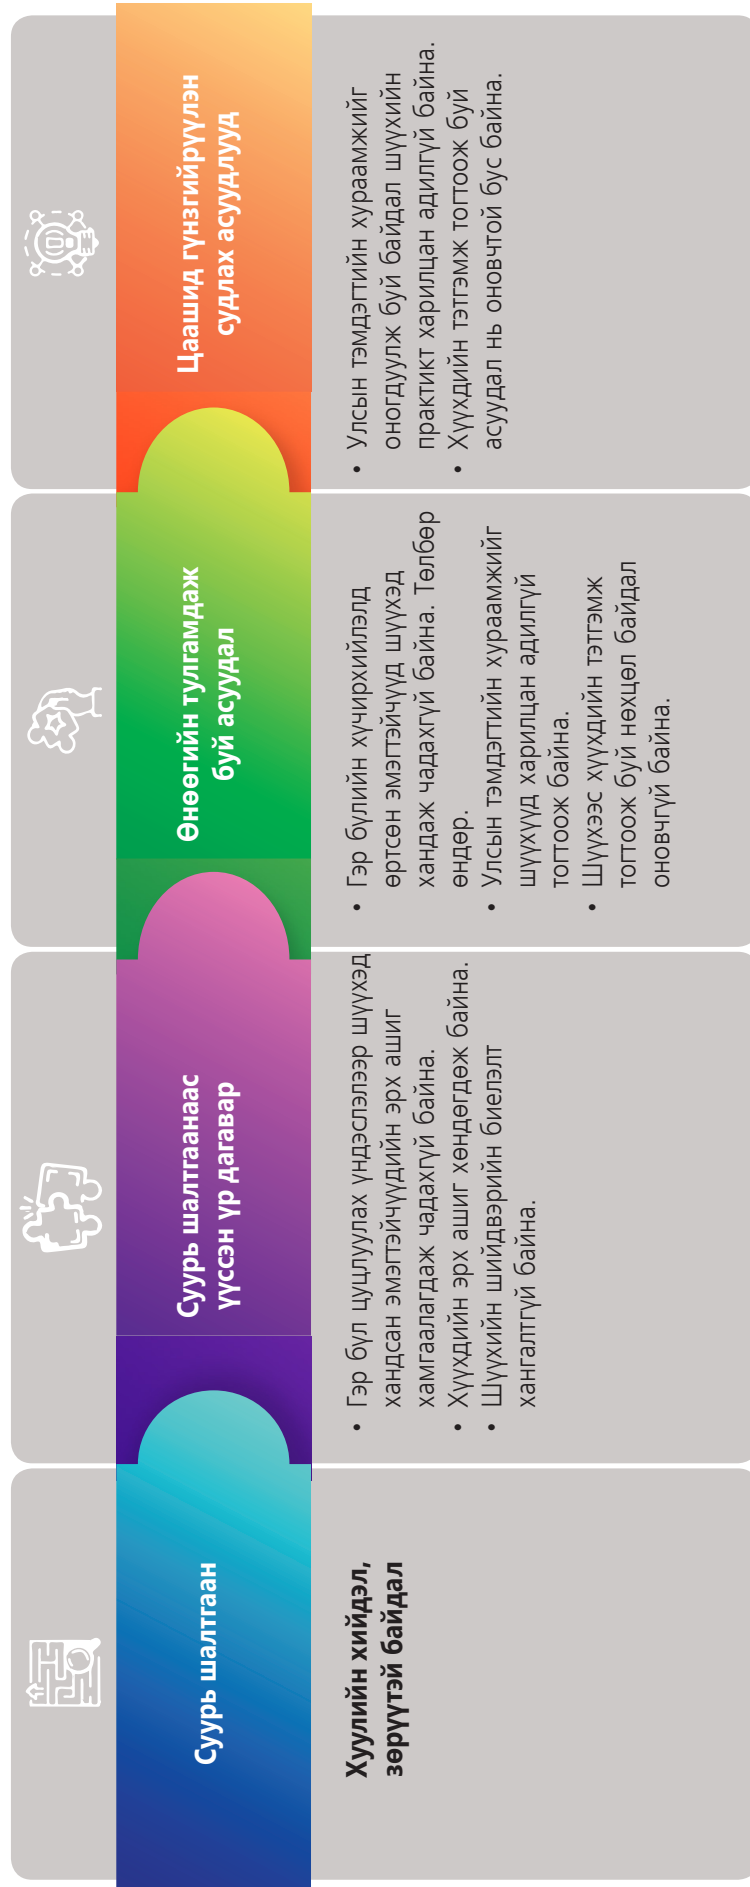 Суурь шалтгаан
Хуулийн хийдэл,
зөрүүтэй байдал
Суурь шалтгаанаас
үүссэн үр дагавар
• Гэр бүл цуцлуулах үндэслэлээр шүүхэд
хандсан эмэгтэйчүүдийн эрх ашиг
хамгаалагдаж чадахгүй байна.
• Хүүхдийн эрх ашиг хөндөгдөж байна.
• Шүүхийн шийдвэрийн биелэлт
хангалтгүй байна.
Өнөөгийн тулгамдаж
буй асуудал
• Гэр бүлийн хүчирхийлэлд
өртсөн эмэгтэйчүүд шүүхэд
хандаж чадахгүй байна. Төлбөр
өндөр.
• Улсын тэмдэгтийн хураамжийг
шүүхүүд харилцан адилгүй
тогтоож байна.
• Шүүхээс хүүхдийн тэтгэмж
тогтоож буй нөхцөл байдал
оновчгүй байна.
Цаашид гүнзгийрүүлэн
судлах асуудлууд
• Улсын тэмдэгтийн хураамжийг
оногдуулж буй байдал шүүхийн
практикт харилцан адилгүй байна.
• Хүүхдийн тэтгэмж тогтоож буй
асуудал нь оновчтой бус байна.